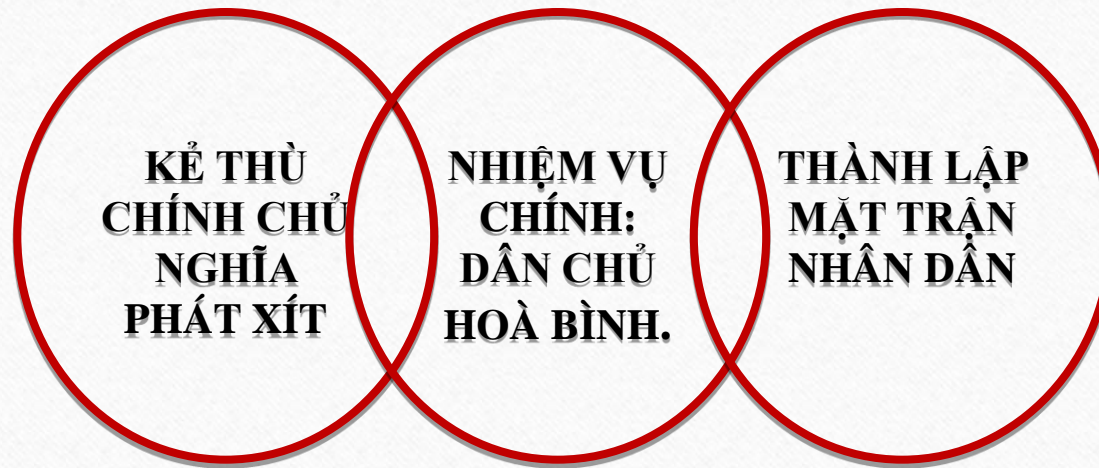 KẺ THÙ
CHÍNH CHỦ
NGHĨA
PHÁT XÍT
NHIỆM VỤ
CHÍNH:
DÂN CHỦ
HOÀ BÌNH.
THÀNH LẬP
MẶT TRẬN
NHÂN DÂN